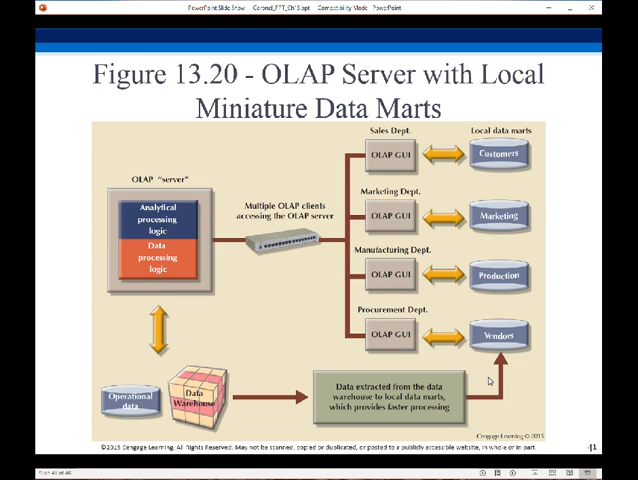 PowerPoint Slide Show Coronel_PPT_Ch13.ppt Compatibility Mode PowerPoint
Figure 13.20 - OLAP Server with Local
Miniature Data Marts
Sales Dept.
Local data marts
OLAP "server"
OLAP GUI
Customers
Marketing Dept.
Analytical
processing
logic
Multiple OLAP clients
accessing the OLAP server
OLAP GUI
Marketing
Data
processing
logic
Manufacturing Dept.
OLAP GUI
Production
Procurement Dept.
OLAP GUI
Vendors
Operational
data
Data
Warehouse
Data extracted from the data
warehouse to local data marts,
which provides faster processing
Cengage Learning © 2015
©2015 Cengage Learning. All Rights Reserved. May not be scanned, copied or duplicated, or posted to a publicly accessible website, in whole or in part.
41